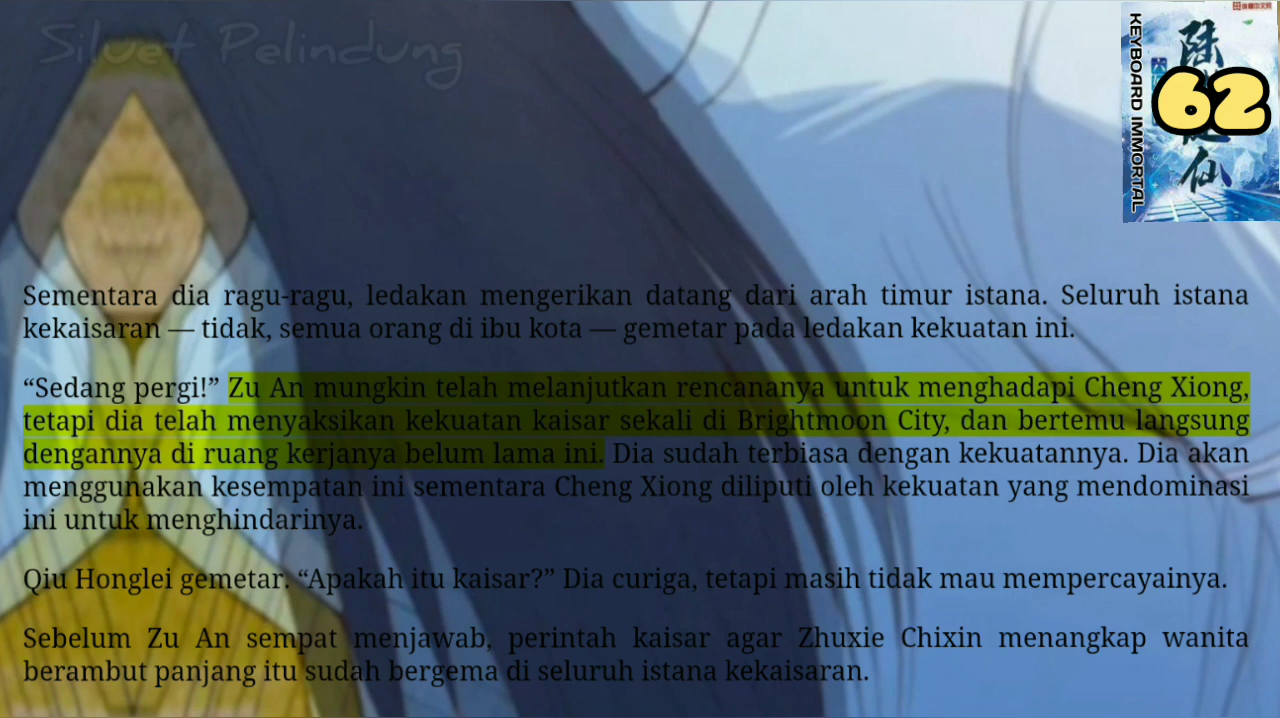 Siluet Pelindung
KEYBOARD IMMORTAL
62
Sementara dia ragu-ragu, ledakan mengerikan datang dari arah timur istana. Seluruh istana
kekaisaran — tidak, semua orang di ibu kota — gemetar pada ledakan kekuatan ini.
“Sedang pergi!” Zu An mungkin telah melanjutkan rencananya untuk menghadapi Cheng Xiong,
tetapi dia telah menyaksikan kekuatan kaisar sekali di Brightmoon City, dan bertemu langsung
dengannya di ruang kerjanya belum lama ini. Dia sudah terbiasa dengan kekuatannya. Dia akan
menggunakan kesempatan ini sementara Cheng Xiong diliputi oleh kekuatan yang mendominasi
ini untuk menghindarinya.
Qiu Honglei gemetar. “Apakah itu kaisar?” Dia curiga, tetapi masih tidak mau mempercayainya.
Sebelum Zu An sempat menjawab, perintah kaisar agar Zhuxie Chixin menangkap wanita
berambut panjang itu sudah bergema di seluruh istana kekaisaran.